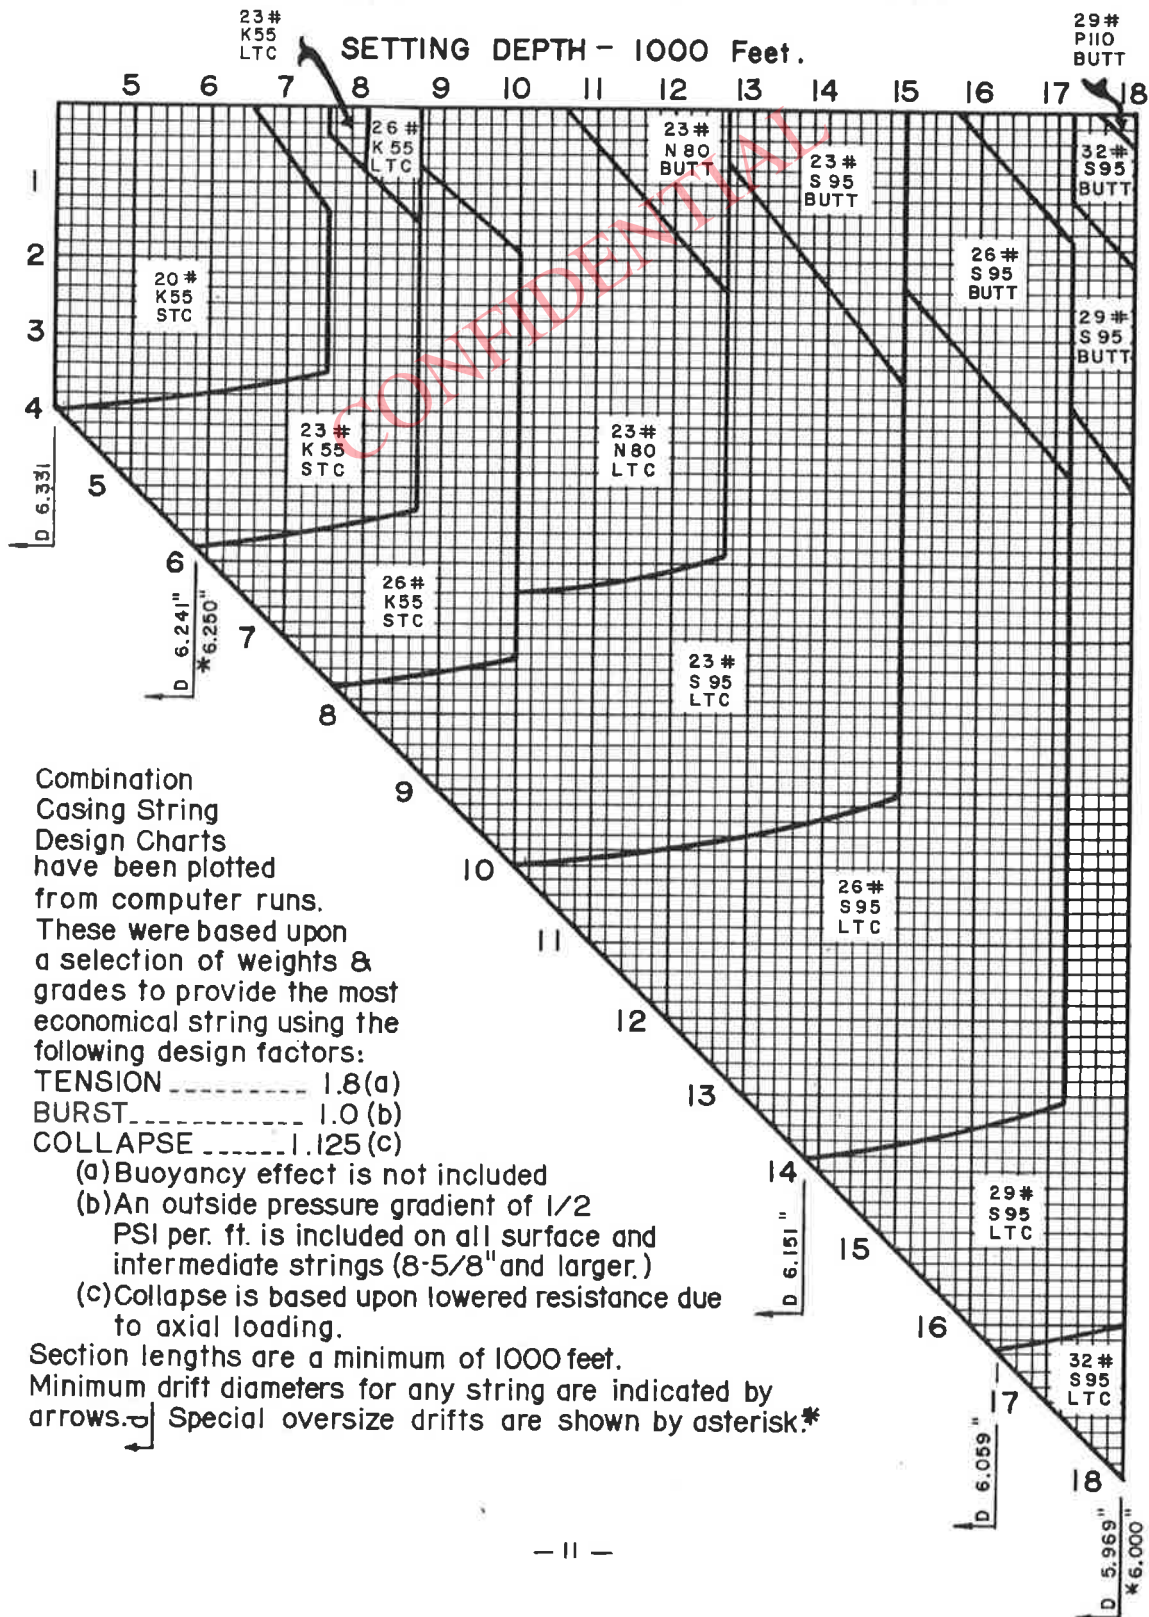 23#
K55
LTC
SETTING DEPTH - 1000 Feet.
29#
P110
BUTT
5 6 7 8 9 10 11 12 13 14 15 16 17 18
26#
K 55
LTC
23#
N 80
BUTT
23#
S 95
BUTT
32#
S95
BUTT
1
2
3
4
20#
K55
STC
26#
S 95
BUTT
29#
S 95
BUTT
CONFIDENTIAL
23#
K 55
STC
23#
N80
LTC
D 6.331
5
6
26#
K55
STC
D 6.241"
*6.250"
7
23#
S 95
LTC
8
9
10
26#
S95
LTC
11
12
13
14
29#
S95
LTC
D 6.151"
15
16
32#
S95
LTC
17
D 6.059"
18
D 5.969"
*6.000"
Combination
Casing String
Design Charts
have been plotted
from computer runs.
These were based upon
a selection of weights &
grades to provide the most
economical string using the
following design factors:
TENSION ---------- 1.8(a)
BURST------------ 1.0 (b)
COLLAPSE ------ 1.125 (c)
(a) Buoyancy effect is not included
(b) An outside pressure gradient of 1/2
PSI per. ft. is included on all surface and
intermediate strings (8-5/8" and larger.)
(c) Collapse is based upon lowered resistance due
to axial loading.
Section lengths are a minimum of 1000 feet.
Minimum drift diameters for any string are indicated by
arrows. D Special oversize drifts are shown by asterisk.*
— 11 —